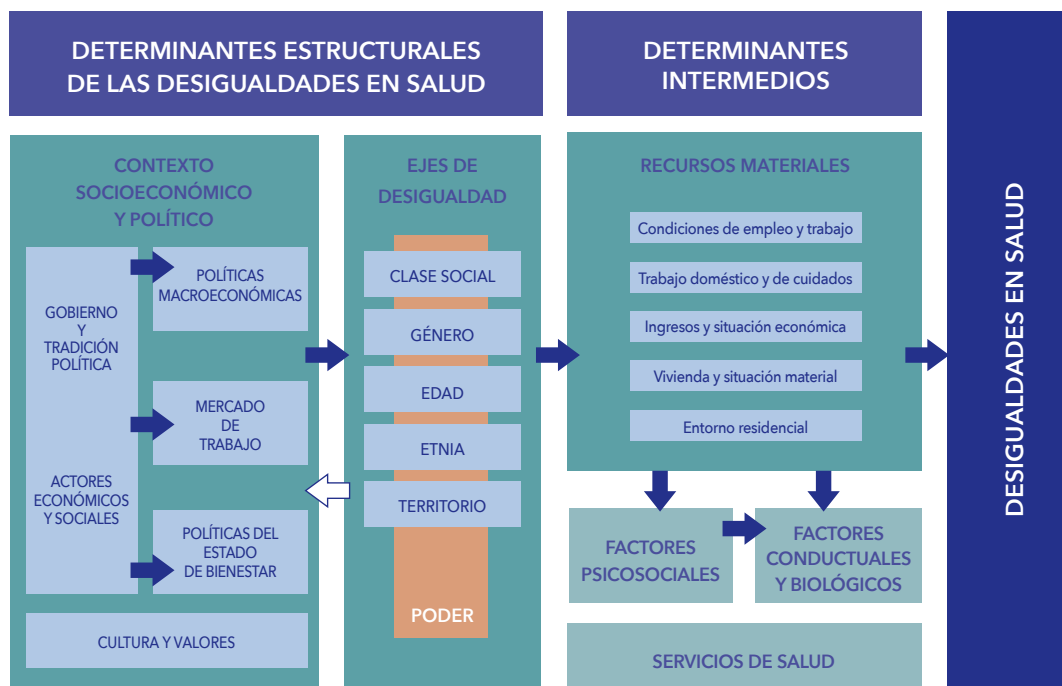 DETERMINANTES ESTRUCTURALES
DE LAS DESIGUALDADES EN SALUD
CONTEXTO
SOCIOECONÓMICO
Y POLÍTICO
GOBIERNO
Y
TRADICIÓN
POLÍTICA
ACTORES
ECONÓMICOS
Y SOCIALES
POLÍTICAS
MACROECONÓMICAS
MERCADO
DE
TRABAJO
POLÍTICAS DEL
ESTADO
DE BIENESTAR
CULTURA Y VALORES
EJES DE
DESIGUALDAD
CLASE SOCIAL
GÉNERO
EDAD
ETNIA
TERRITORIO
PODER
DETERMINANTES
INTERMEDIOS
RECURSOS MATERIALES
Condiciones de empleo y trabajo
Trabajo doméstico y de cuidados
Ingresos y situación económica
Vivienda y situación material
Entorno residencial
FACTORES
PSICOSOCIALES
FACTORES
CONDUCTUALES
Y BIOLÓGICOS
SERVICIOS DE SALUD
DESIGUALDADES EN SALUD